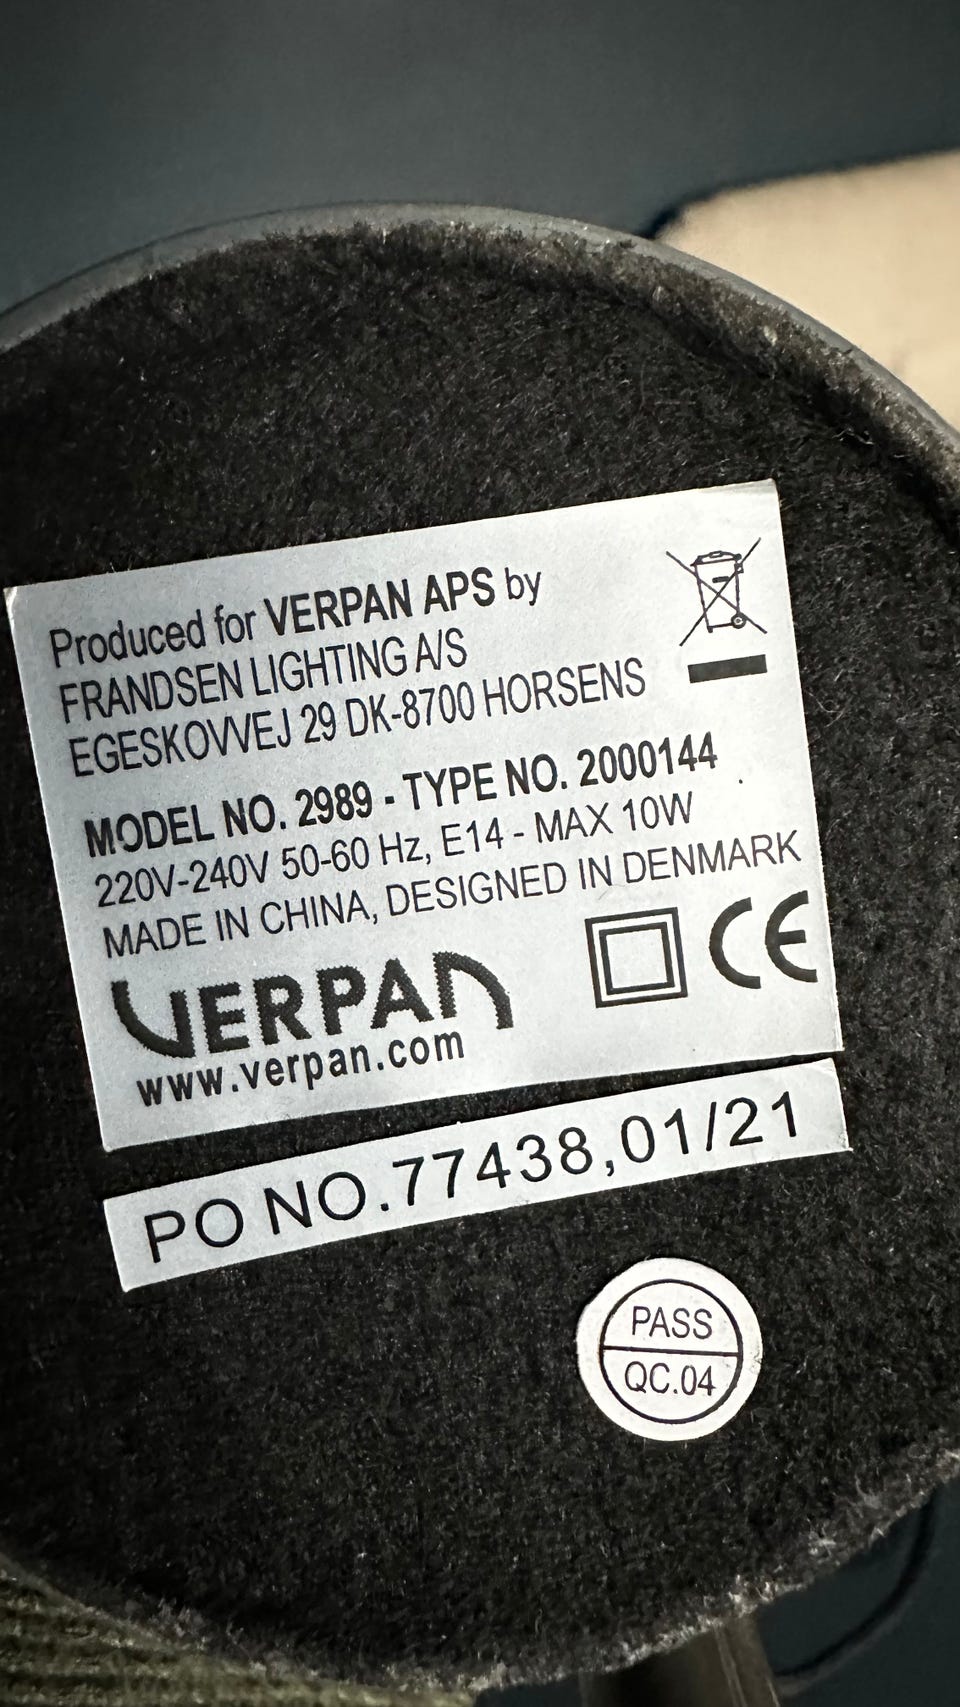 Produced for VERPAN APS by
FRANDSEN LIGHTING A/S
EGESKOVVEJ 29 DK-8700 HORSENS
MODEL NO. 2989 - TYPE NO. 2000144
220V-240V 50-60 Hz, E14 - MAX 10W
MADE IN CHINA, DESIGNED IN DENMARK
VERPAN
CE
www.verpan.com
PO NO.77438,01/21
PASS
QC.04